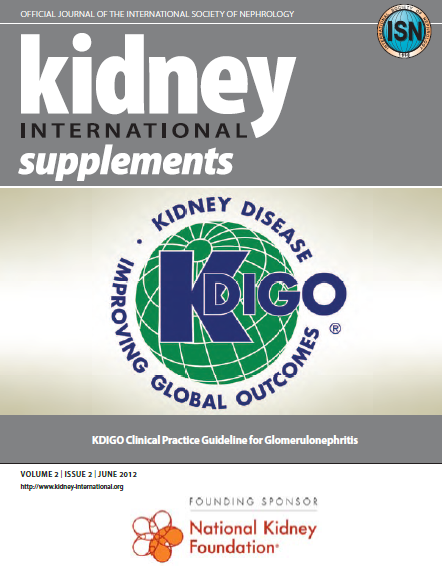 OFFICIAL JOURNAL OF THE INTERNATIONAL SOCIETY OF NEPHROLOGY
ISN
kidney
INTERNATIONAL
supplements
• KIDNEY DISEASE
KDIGO
IMPROVING GLOBAL OUTCOMES
®
KDIGO Clinical Practice Guideline for Glomerulonephritis
VOLUME 2 | ISSUE 2 | JUNE 2012
http://www.kidney-international.org
FOUNDING SPONSOR
National Kidney
Foundation®